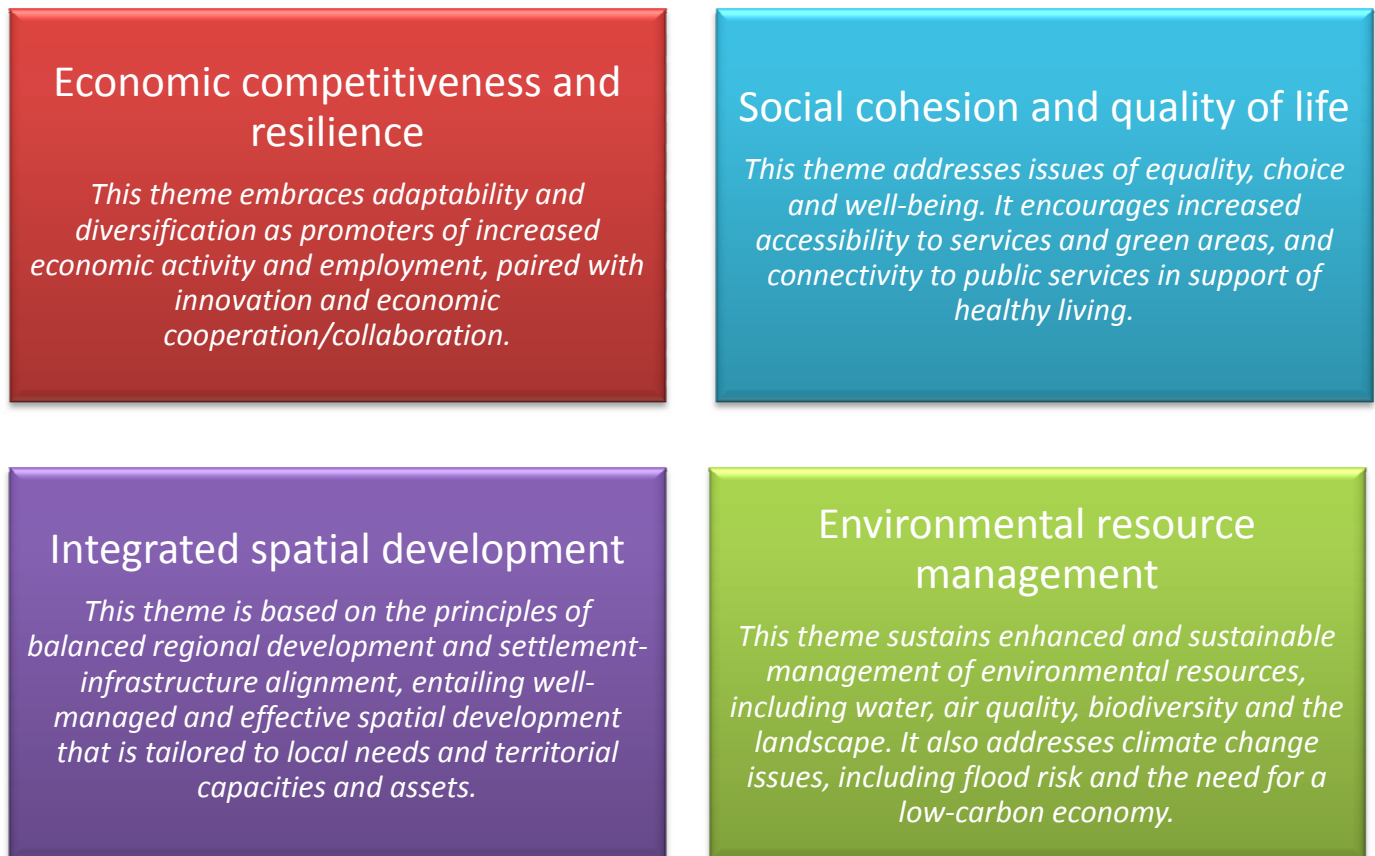 Economic competitiveness and
resilience
This theme embraces adaptability and
diversification as promoters of increased
economic activity and employment, paired with
innovation and economic
cooperation/collaboration.
Social cohesion and quality of life
This theme addresses issues of equality, choice
and well-being. It encourages increased
accessibility to services and green areas, and
connectivity to public services in support of
healthy living.
Integrated spatial development
This theme is based on the principles of
balanced regional development and settlement-
infrastructure alignment, entailing well-
managed and effective spatial development
that is tailored to local needs and territorial
capacities and assets.
Environmental resource
management
This theme sustains enhanced and sustainable
management of environmental resources,
including water, air quality, biodiversity and the
landscape. It also addresses climate change
issues, including flood risk and the need for a
low-carbon economy.